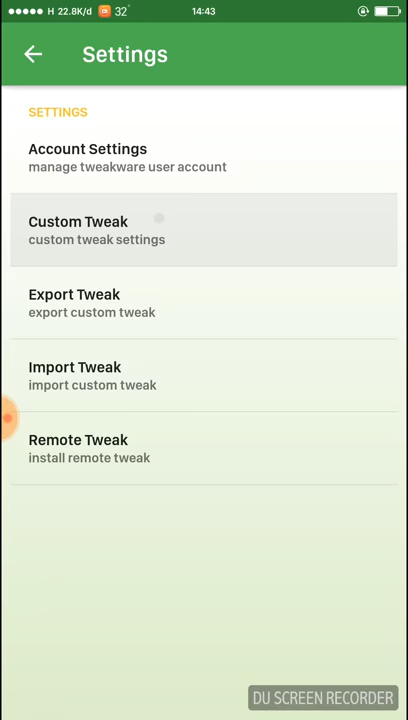 H 22.8K/d 32° 14:43
Settings
SETTINGS
Account Settings
manage tweakware user account
Custom Tweak
custom tweak settings
Export Tweak
export custom tweak
Import Tweak
import custom tweak
Remote Tweak
install remote tweak
DU SCREEN RECORDER